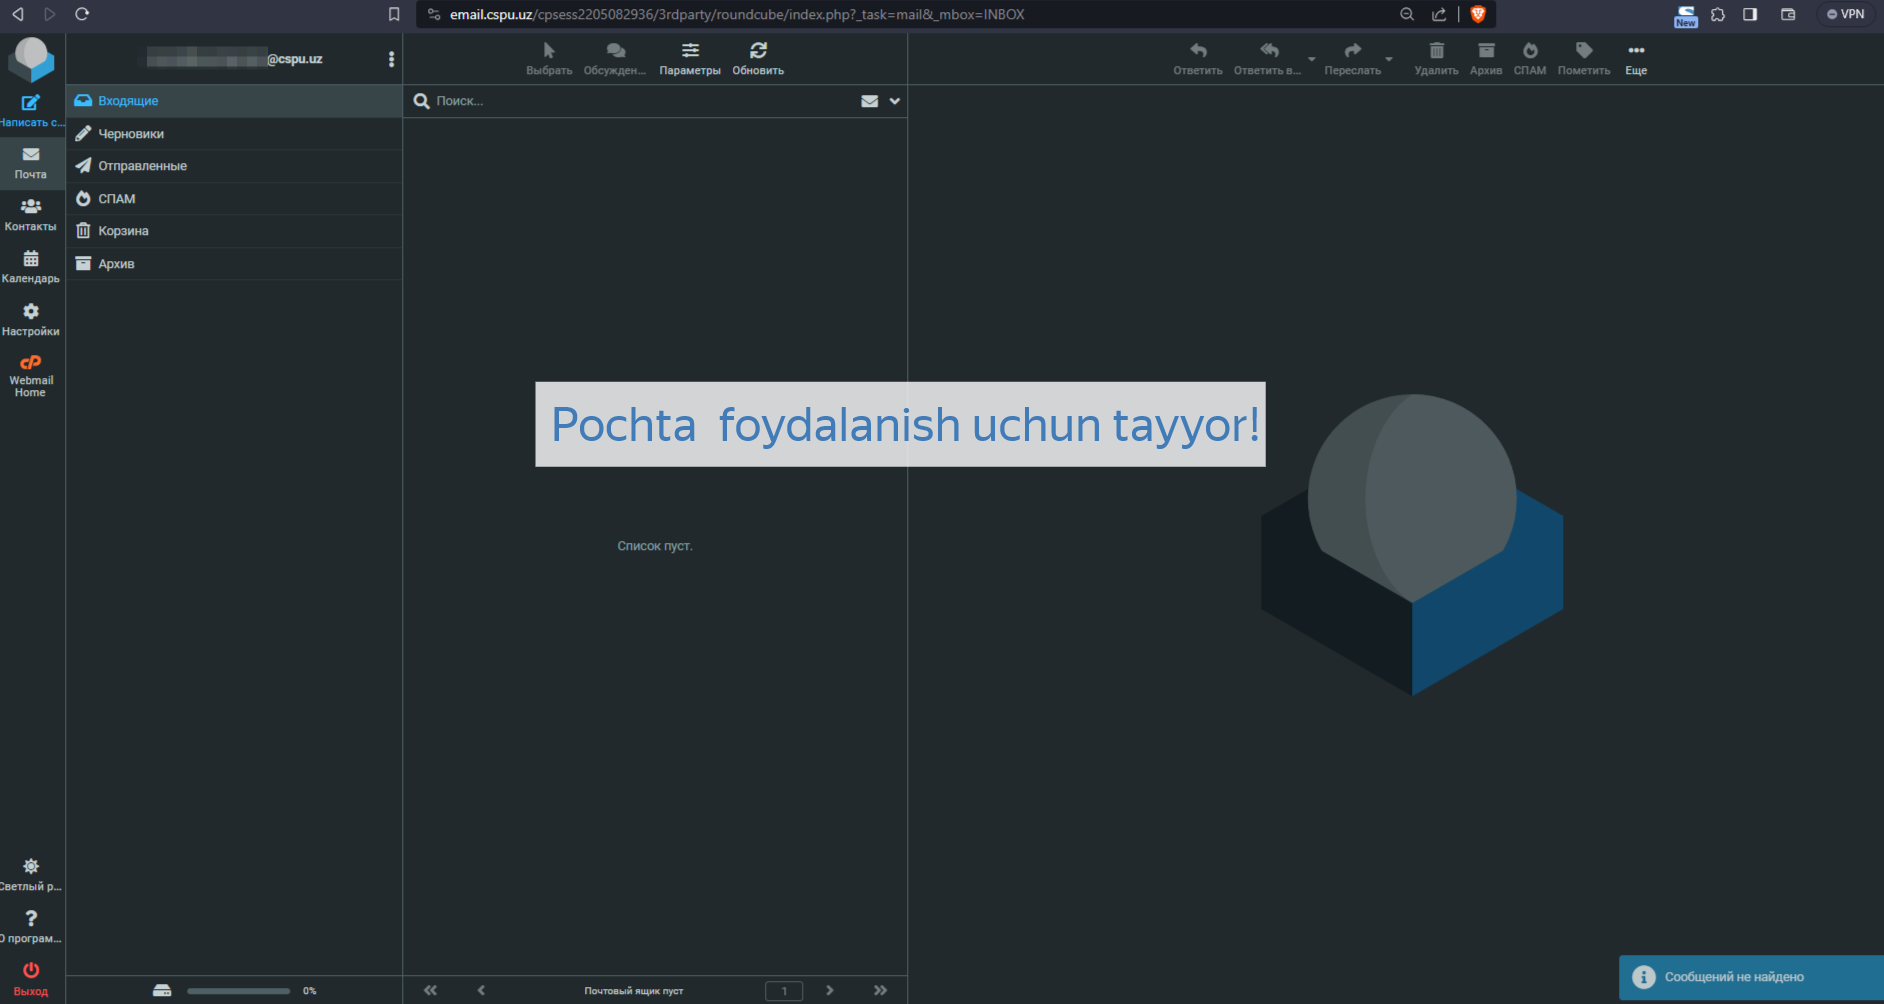 email.cspu.uz/cpsess2205082936/3rdparty/roundcube/index.php?_task=mail&_mbox=INBOX
New
VPN
@cspu.uz
Выбрать
Обсужден...
Параметры
Обновить
Ответить
Ответить в...
Переслать
Удалить
Архив
СПАМ
Пометить
Еще
Написать с...
Почта
Контакты
Календарь
Настройки
cP
Webmail
Home
Входящие
Черновики
Отправленные
СПАМ
Корзина
Архив
Поиск...
Pochta foydalanish uchun tayyor!
Список пуст.
Светлый р...
О програм...
Выход
0%
Почтовый ящик пуст
1
Сообщений не найдено